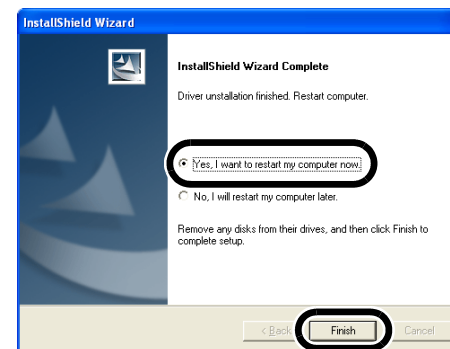 InstallShield Wizard
InstallShield Wizard Complete
Driver unstallation finished. Restart computer.
Yes, I want to restart my computer now.
No, I will restart my computer later.
Remove any disks from their drives, and then click Finish to
complete setup.
< Back Finish Cancel